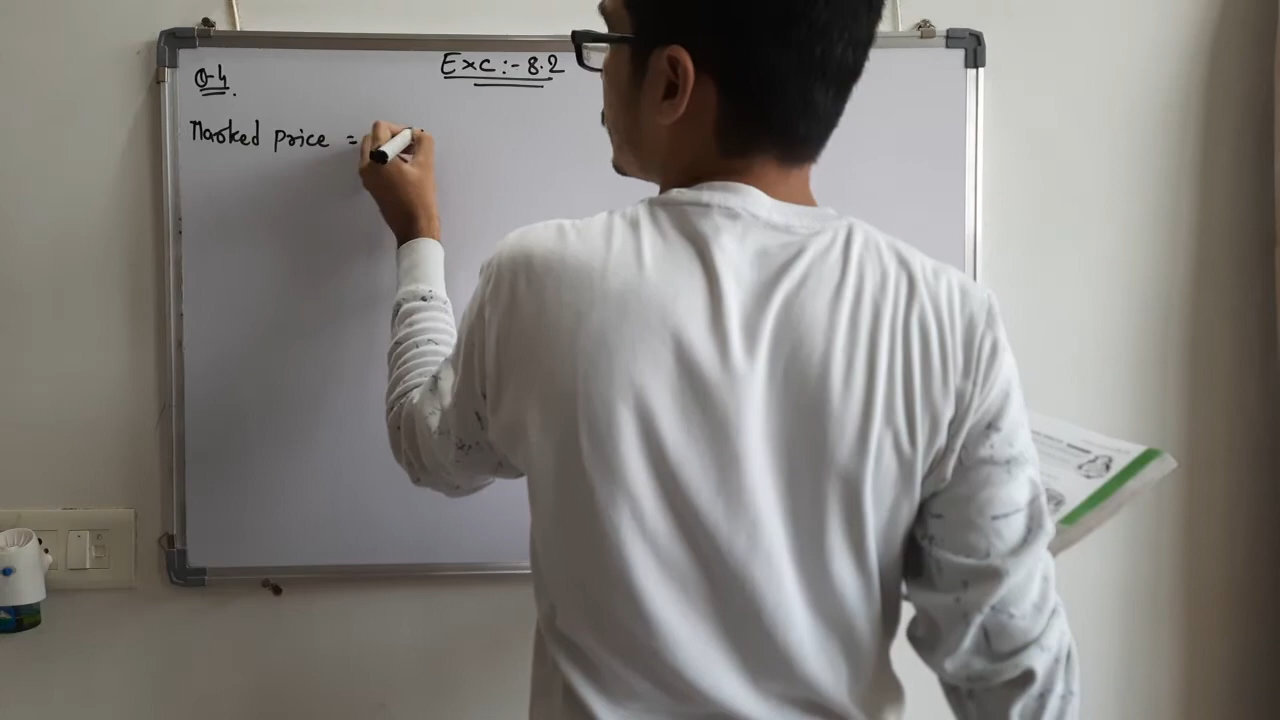 Exc:- 8.2
Q-4.
Marked price =